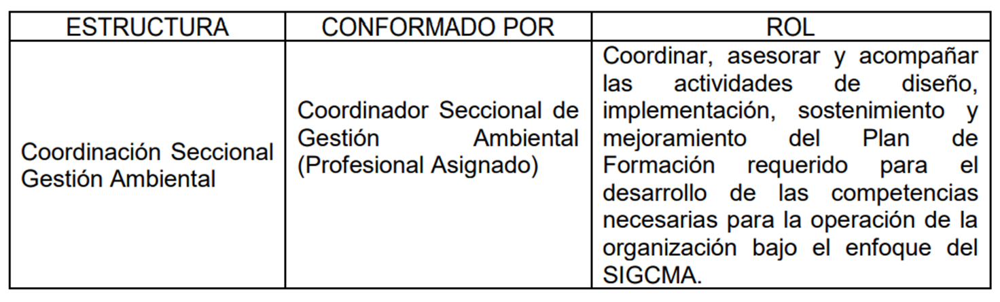 ESTRUCTURA
CONFORMADO POR
ROL
Coordinación Seccional
Gestión Ambiental
Coordinador Seccional de
Gestión Ambiental
(Profesional Asignado)
Coordinar, asesorar y acompañar
las actividades de diseño,
implementación, sostenimiento y
mejoramiento del Plan de
Formación requerido para el
desarrollo de las competencias
necesarias para la operación de la
organización bajo el enfoque del
SIGCMA.